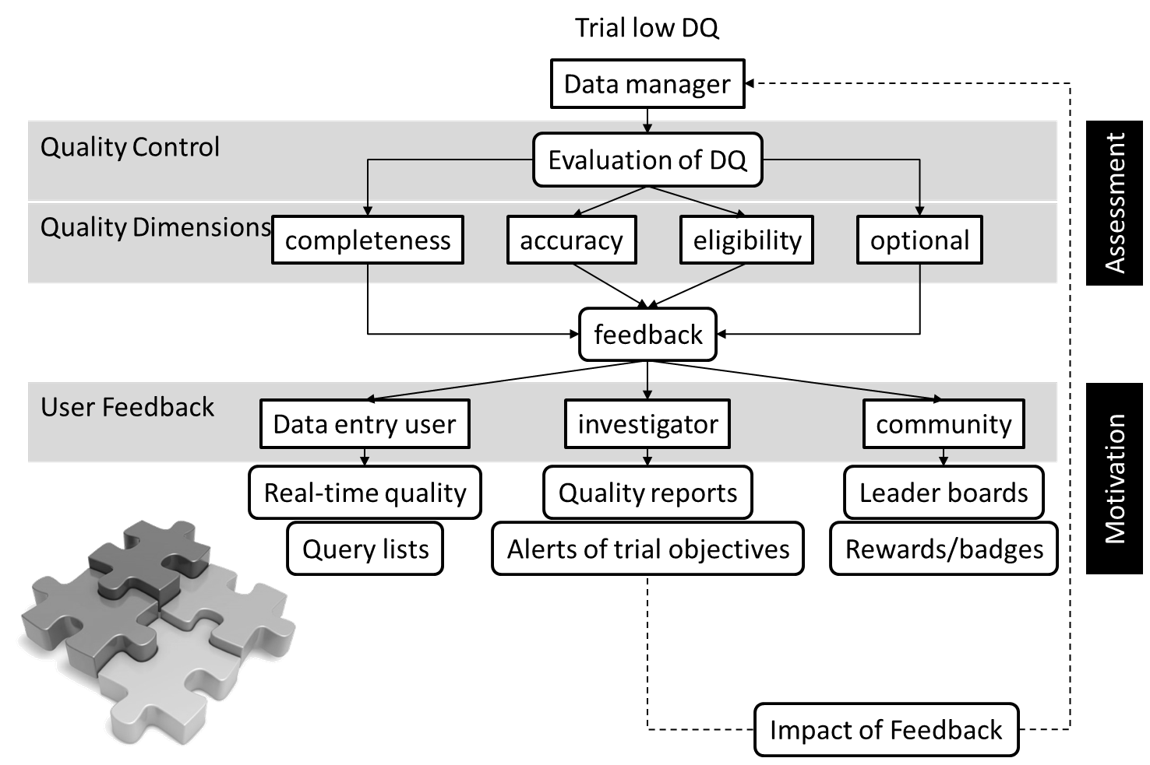 Trial low DQ
Data manager
Quality Control
Evaluation of DQ
Assessment
Quality Dimensions
completeness
accuracy
eligibility
optional
feedback
User Feedback
Data entry user
investigator
community
Motivation
Real-time quality
Quality reports
Leader boards
Query lists
Alerts of trial objectives
Rewards/badges
Impact of Feedback